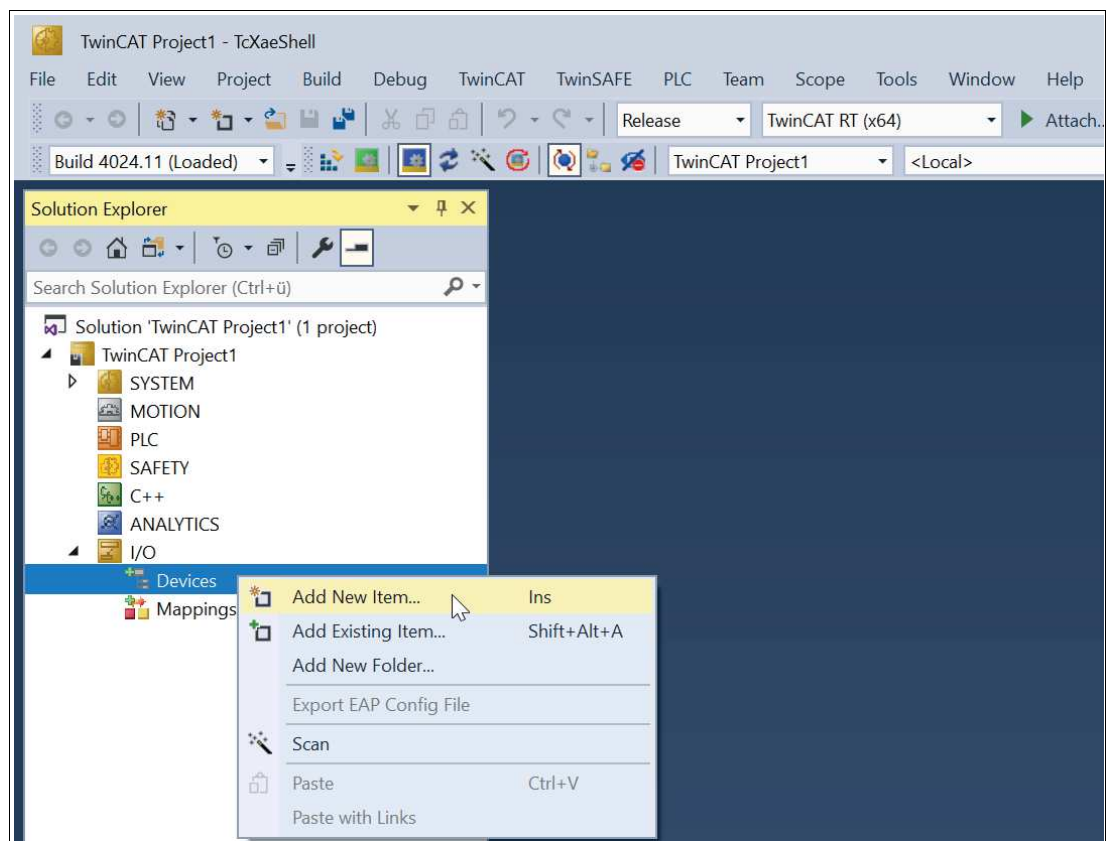 TwinCAT Project1 - TcXaeShell
File Edit View Project Build Debug TwinCAT TwinSAFE PLC Team Scope Tools Window Help
Release TwinCAT RT (x64) Attach..
Build 4024.11 (Loaded) TwinCAT Project1 <Local>
Solution Explorer
Search Solution Explorer (Ctrl+ü)
Solution 'TwinCAT Project1' (1 project)
TwinCAT Project1
SYSTEM
MOTION
PLC
SAFETY
C++
ANALYTICS
I/O
Devices
Mappings
Add New Item... Ins
Add Existing Item... Shift+Alt+A
Add New Folder...
Export EAP Config File
Scan
Paste Ctrl+V
Paste with Links